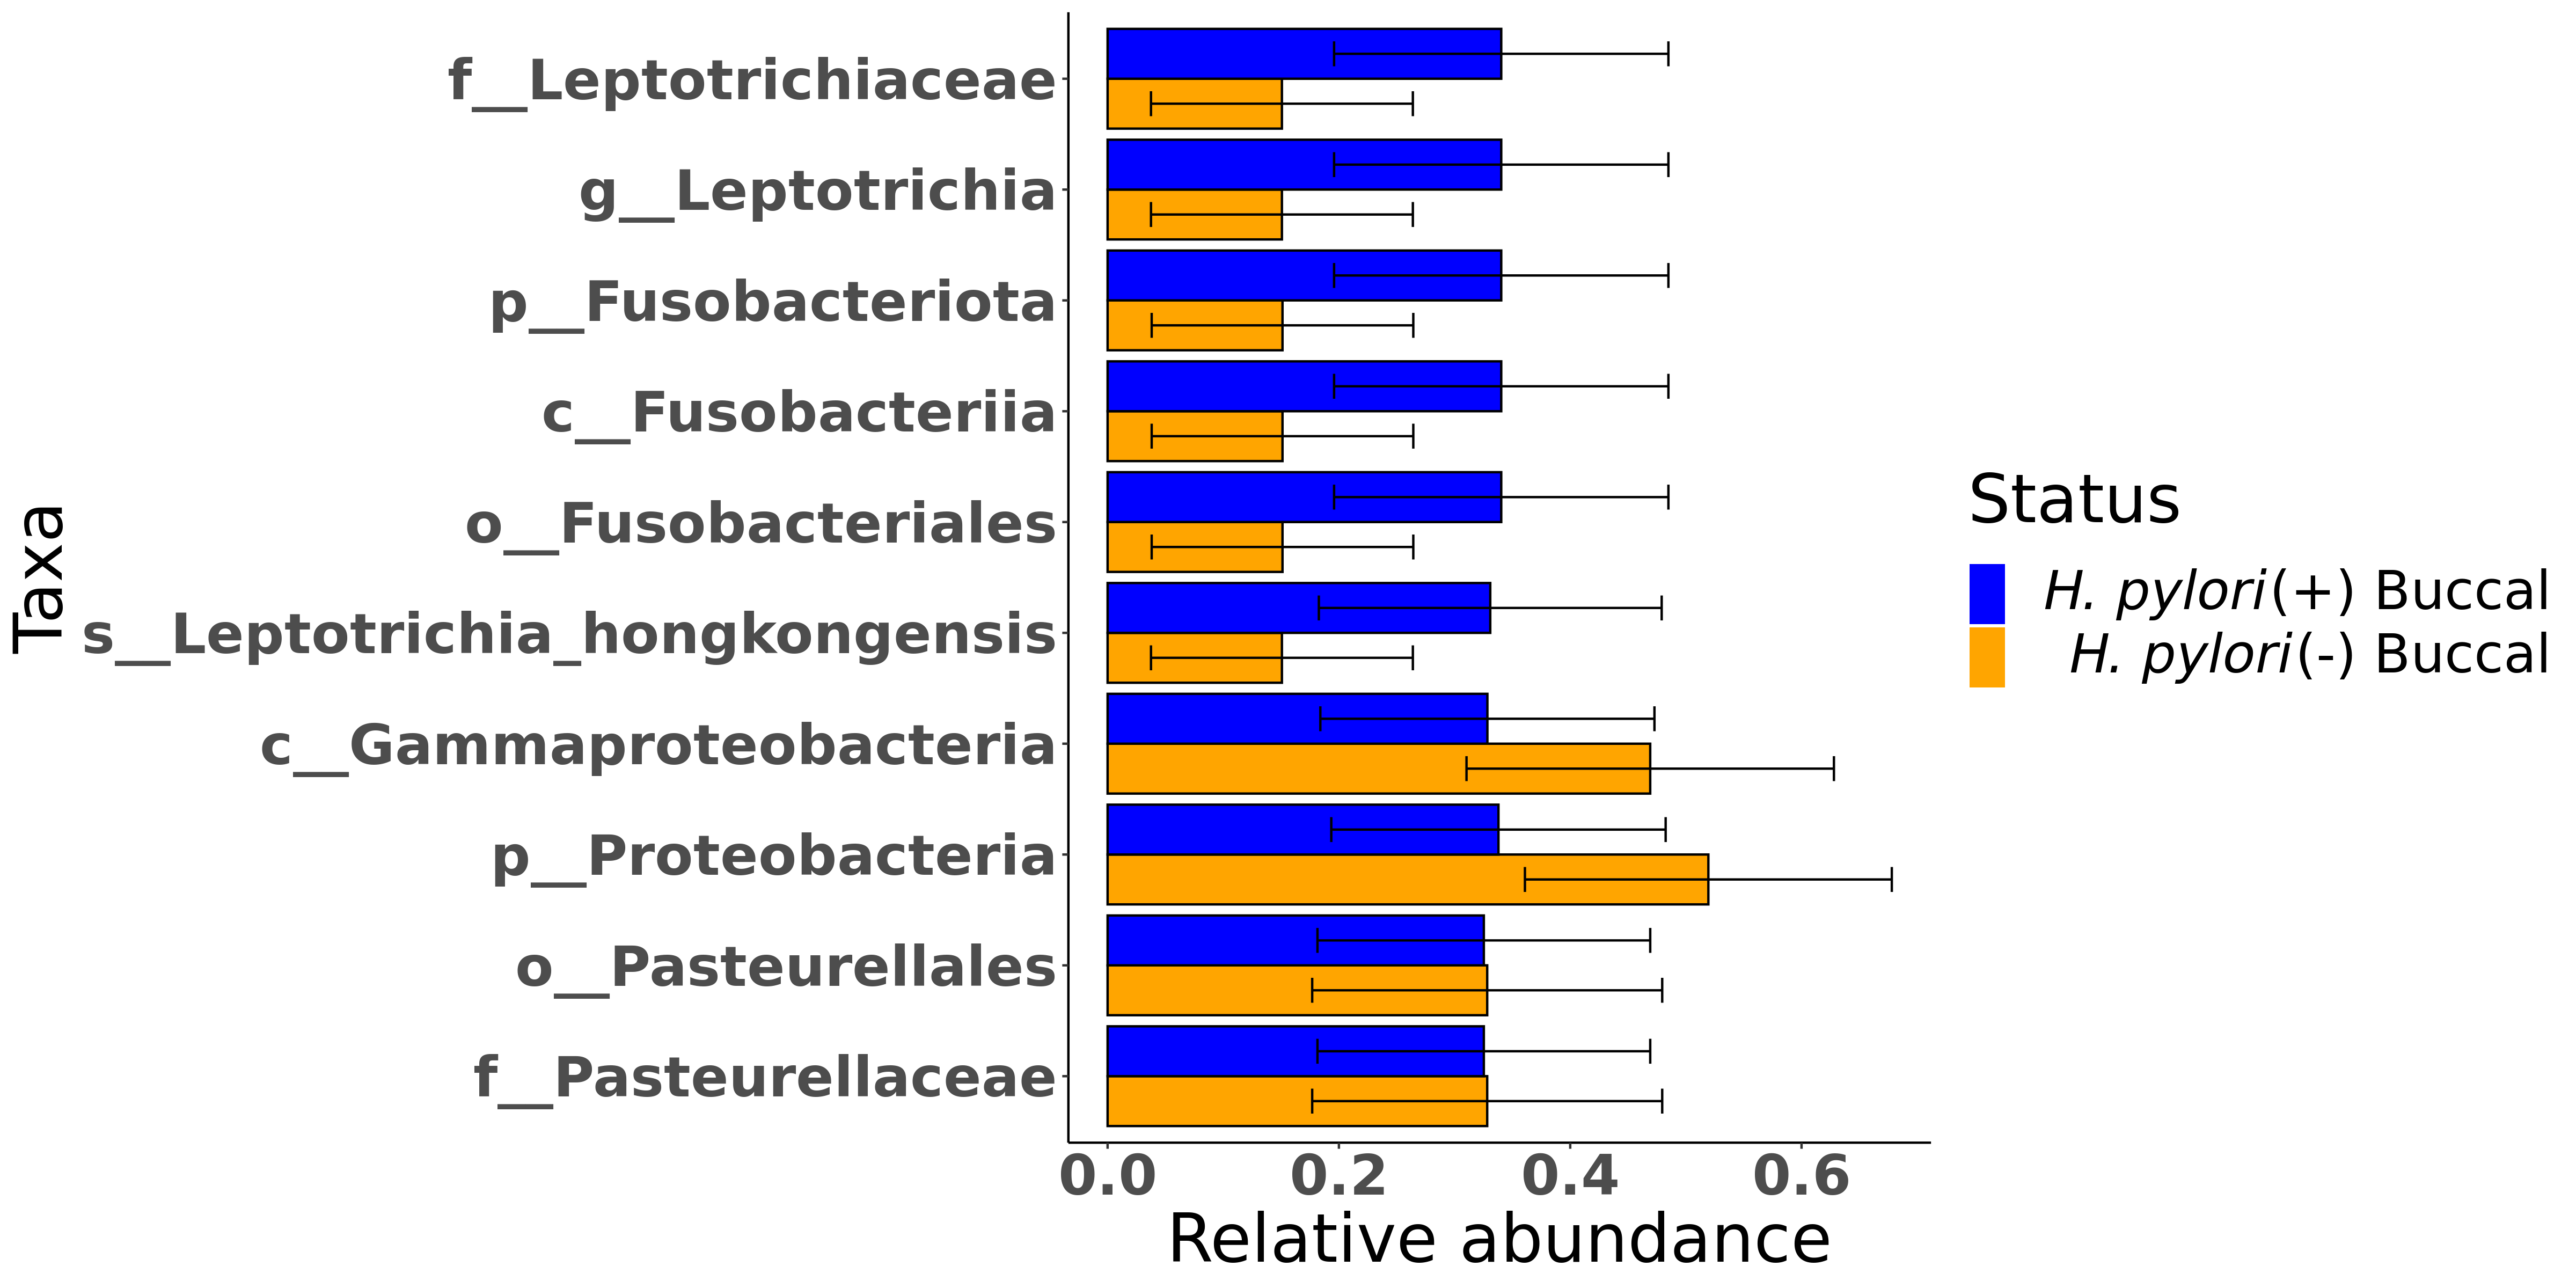 f__Leptotrichiaceae
g__Leptotrichia
p__Fusobacteriota
c__Fusobacteriia
o__Fusobacteriales
s__Leptotrichia_hongkongensis
c__Gammaproteobacteria
p__Proteobacteria
o__Pasteurellales
f__Pasteurellaceae
Taxa
0.0 0.2 0.4 0.6
Relative abundance
Status
H. pylori(+) Buccal
H. pylori(-) Buccal